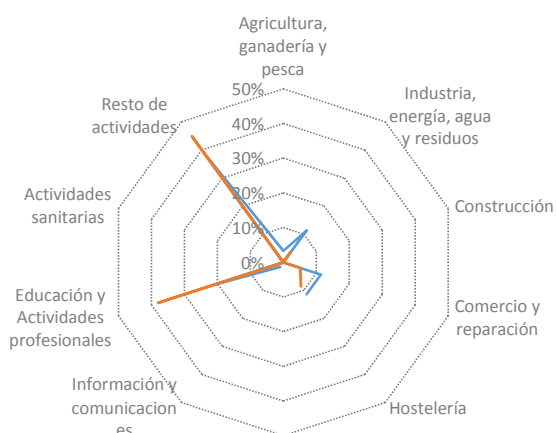 Agricultura,
ganadería y
pesca
Industria,
energía, agua
y residuos
Construcción
Comercio y
reparación
Hostelería
Información y
comunicacion
es
Educación y
Actividades
profesionales
Actividades
sanitarias
Resto de
actividades
50%
40%
30%
20%
10%
0%